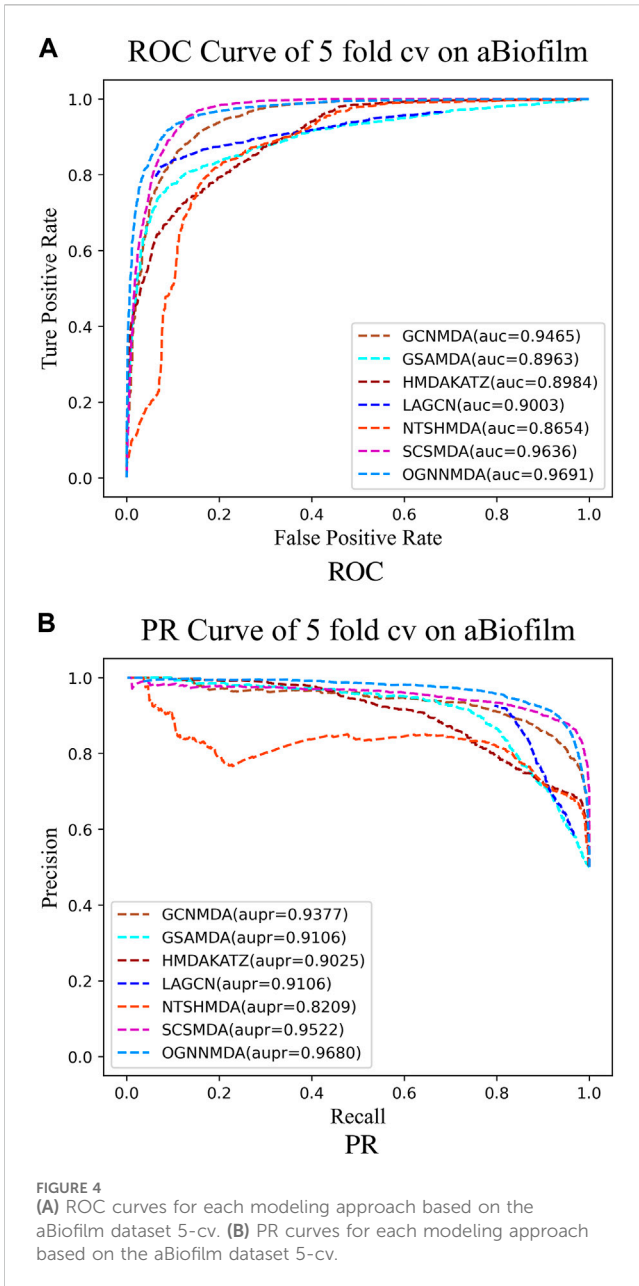 A
ROC Curve of 5 fold cv on aBiofilm
1.0
0.8
0.6
0.4
0.2
0.0
Ture Positive Rate
GCNMDA(auc=0.9465)
GSAMDA(auc=0.8963)
HMDAKATZ(auc=0.8984)
LAGCN(auc=0.9003)
NTSHMDA(auc=0.8654)
SCSMDA(auc=0.9636)
OGNNMDA(auc=0.9691)
0.0 0.2 0.4 0.6 0.8 1.0
False Positive Rate
ROC
B
PR Curve of 5 fold cv on aBiofilm
1.0
0.8
0.6
0.4
0.2
0.0
Precision
GCNMDA(aupr=0.9377)
GSAMDA(aupr=0.9106)
HMDAKATZ(aupr=0.9025)
LAGCN(aupr=0.9106)
NTSHMDA(aupr=0.8209)
SCSMDA(aupr=0.9522)
OGNNMDA(aupr=0.9680)
0.0 0.2 0.4 0.6 0.8 1.0
Recall
PR
FIGURE 4
(A) ROC curves for each modeling approach based on the
aBiofilm dataset 5-cv. (B) PR curves for each modeling approach
based on the aBiofilm dataset 5-cv.